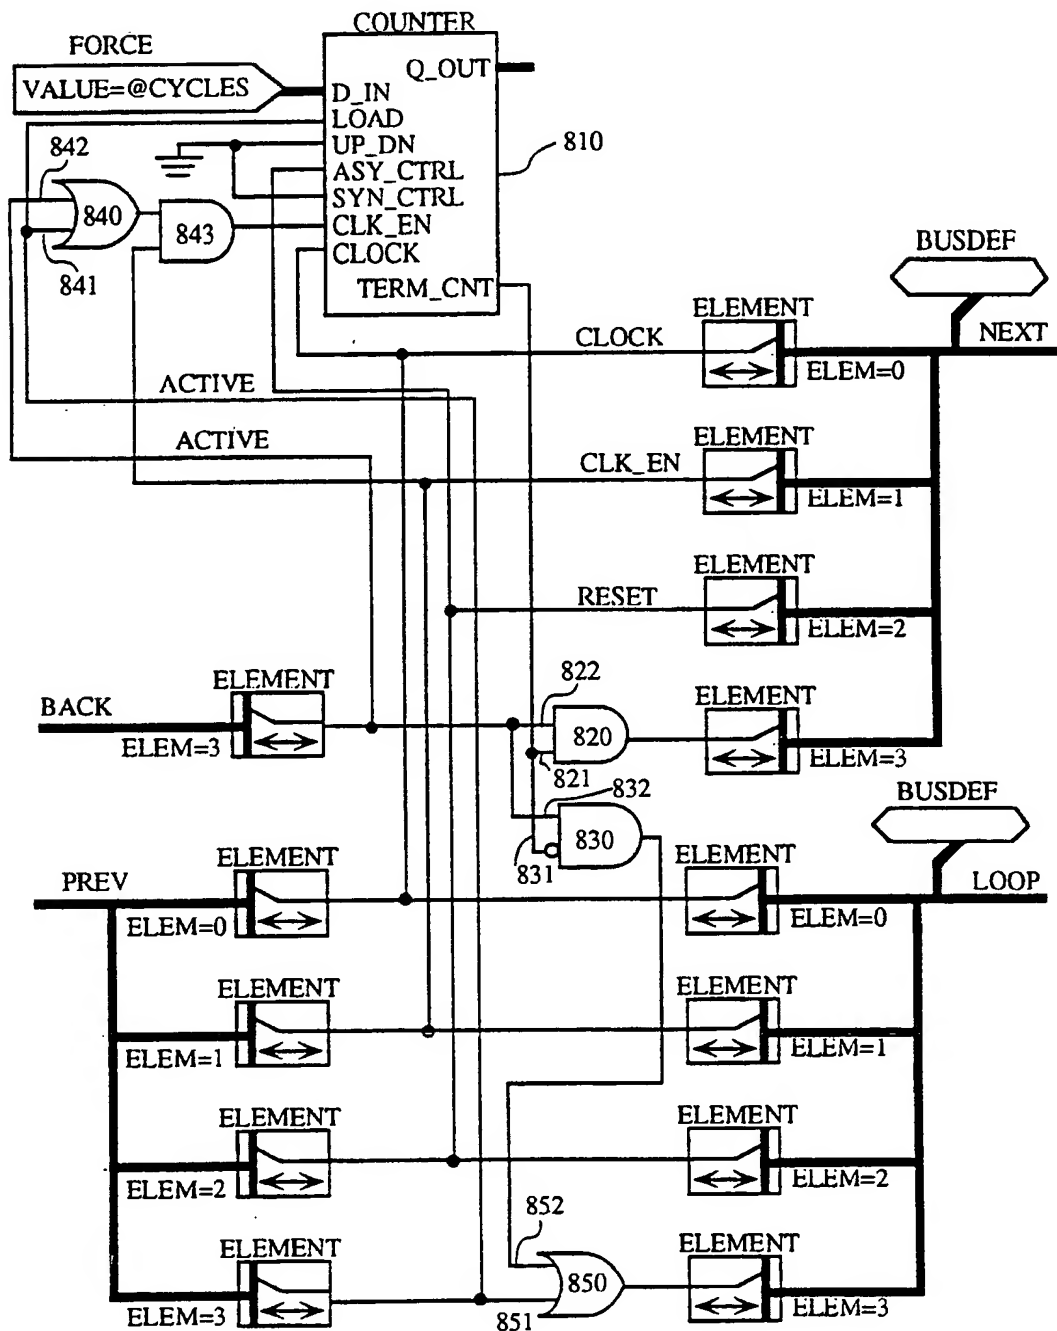 COUNTER
FORCE
Q_OUT
VALUE=@CYCLES
D_IN
LOAD
UP_DN
ASY_CTRL
SYN_CTRL
CLK_EN
CLOCK
TERM_CNT
810
842
840
843
841
BUSDEF
ELEMENT
CLOCK
NEXT
ELEM=0
ACTIVE
ACTIVE
ELEMENT
CLK_EN
ELEM=1
ELEMENT
RESET
ELEM=2
ELEMENT
BACK
ELEM=3
822
820
821
ELEMENT
ELEM=3
832
830
831
BUSDEF
ELEMENT
PREV
ELEM=0
ELEMENT
LOOP
ELEM=0
ELEMENT
ELEM=1
ELEMENT
ELEM=1
ELEMENT
ELEM=2
ELEMENT
ELEM=2
ELEMENT
ELEM=3
852
850
851
ELEMENT
ELEM=3